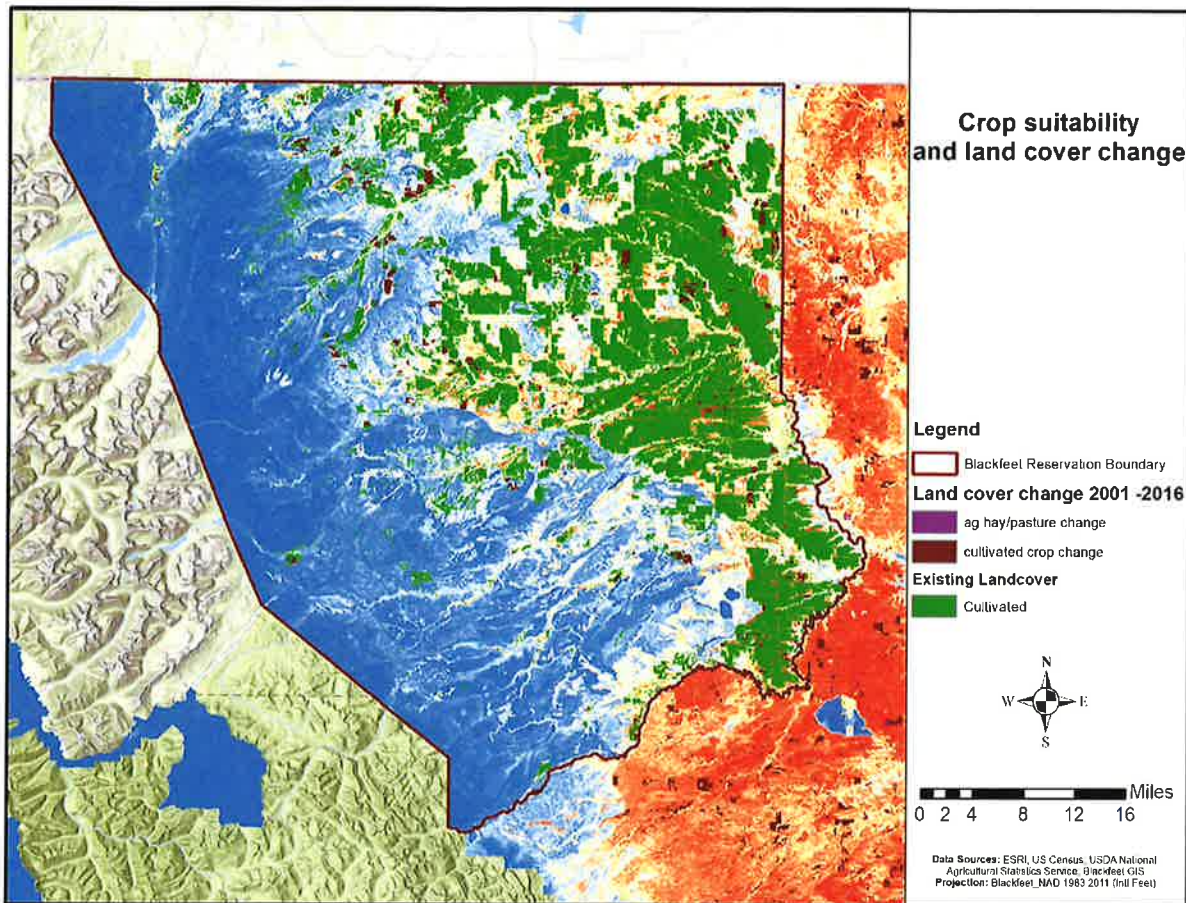 Crop suitability
and land cover change
Legend
Blackfeet Reservation Boundary
Land cover change 2001 -2016
ag hay/pasture change
cultivated crop change
Existing Landcover
Cultivated
N
W E
S
Miles
0 2 4 8 12 16
Data Sources: ESRI, US Census, USDA National
Agricultural Statistics Service, Blackfeet GIS
Projection: Blackfeet_NAD 1983 2011 (Intl Feet)